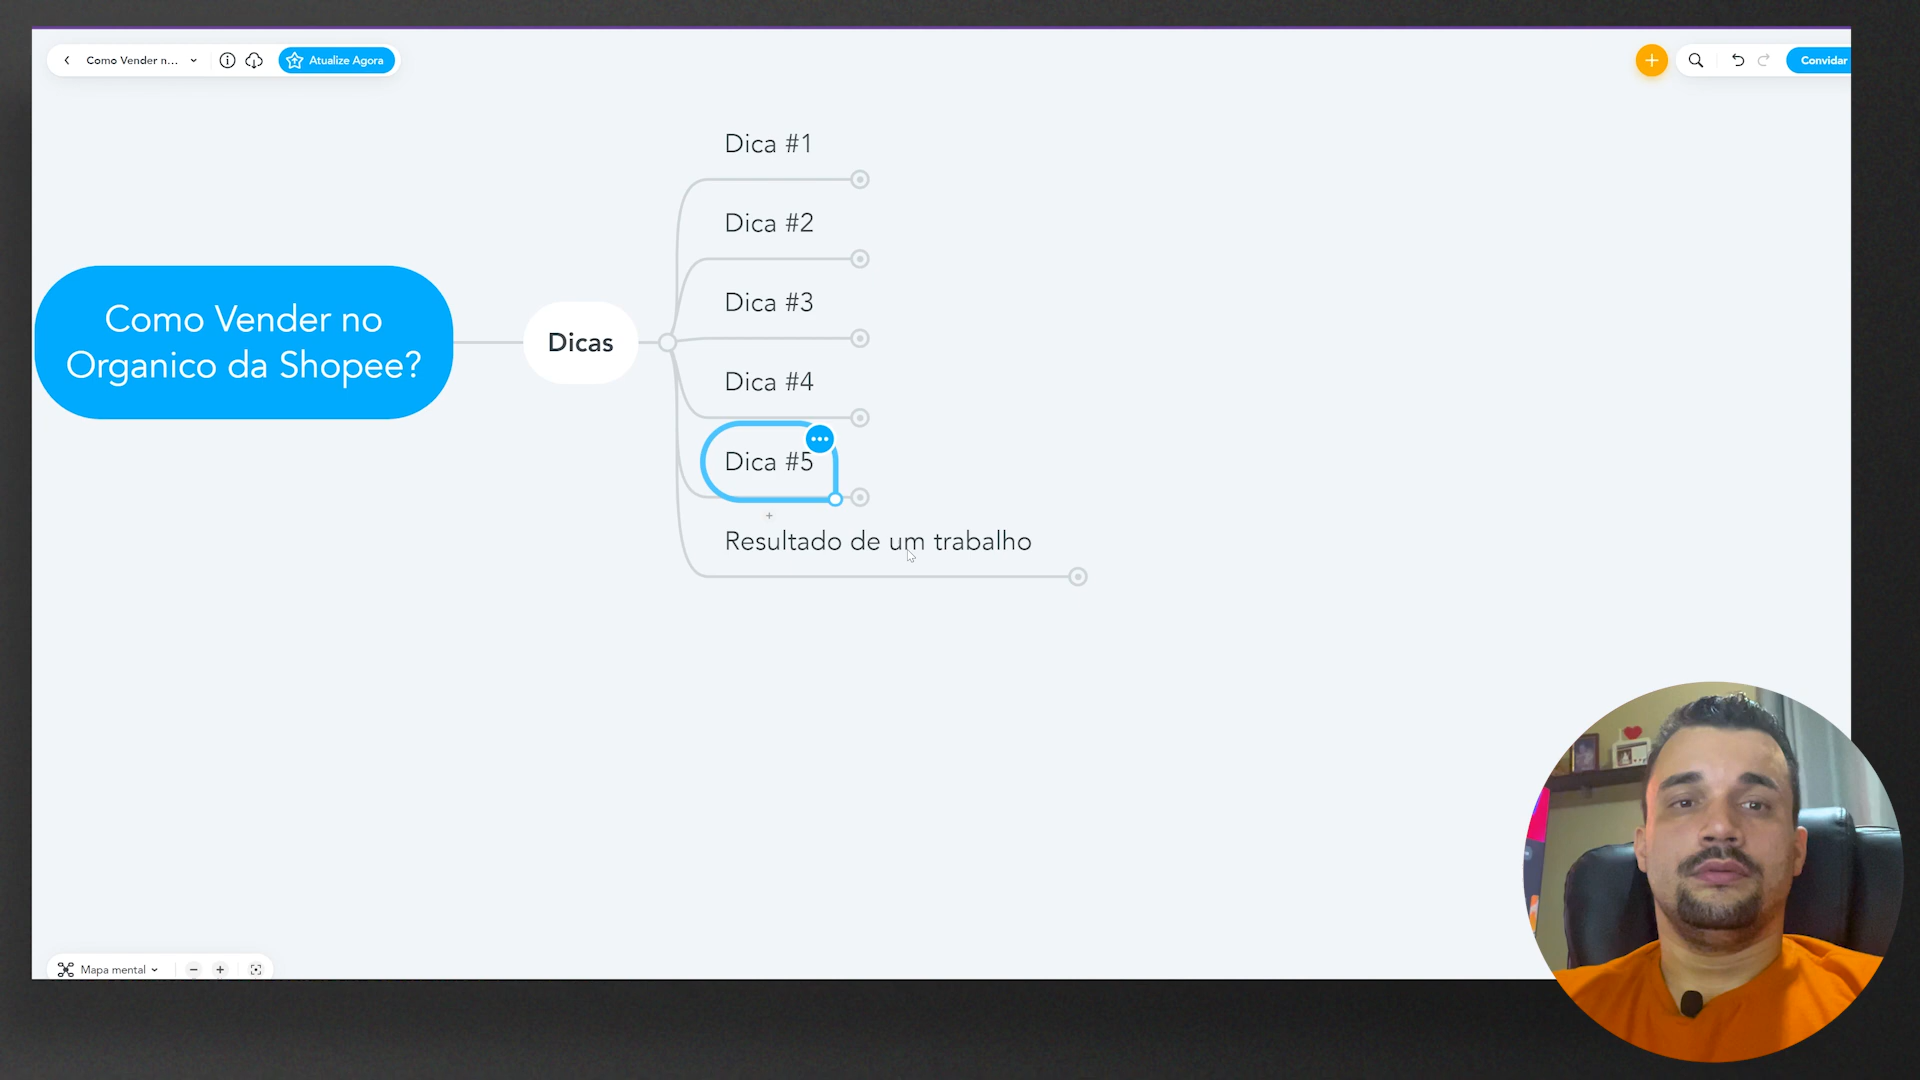 Como Vender n...
Atualize Agora
Convidar
Dica #1
Dica #2
Dica #3
Dica #4
Dica #5
Resultado de um trabalho
Dicas
Como Vender no
Organico da Shopee?
Mapa mental